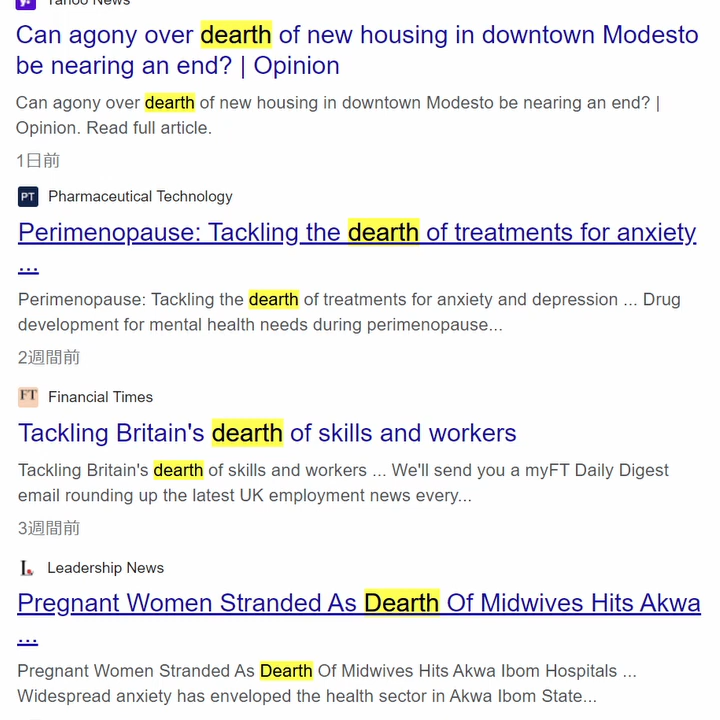 Yahoo News
Can agony over dearth of new housing in downtown Modesto
be nearing an end? | Opinion
Can agony over dearth of new housing in downtown Modesto be nearing an end? |
Opinion. Read full article.
1日前
PT Pharmaceutical Technology
Perimenopause: Tackling the dearth of treatments for anxiety
...
Perimenopause: Tackling the dearth of treatments for anxiety and depression ... Drug
development for mental health needs during perimenopause...
2週間前
FT Financial Times
Tackling Britain's dearth of skills and workers
Tackling Britain's dearth of skills and workers ... We'll send you a myFT Daily Digest
email rounding up the latest UK employment news every...
3週間前
L Leadership News
Pregnant Women Stranded As Dearth Of Midwives Hits Akwa
...
Pregnant Women Stranded As Dearth Of Midwives Hits Akwa Ibom Hospitals ...
Widespread anxiety has enveloped the health sector in Akwa Ibom State...